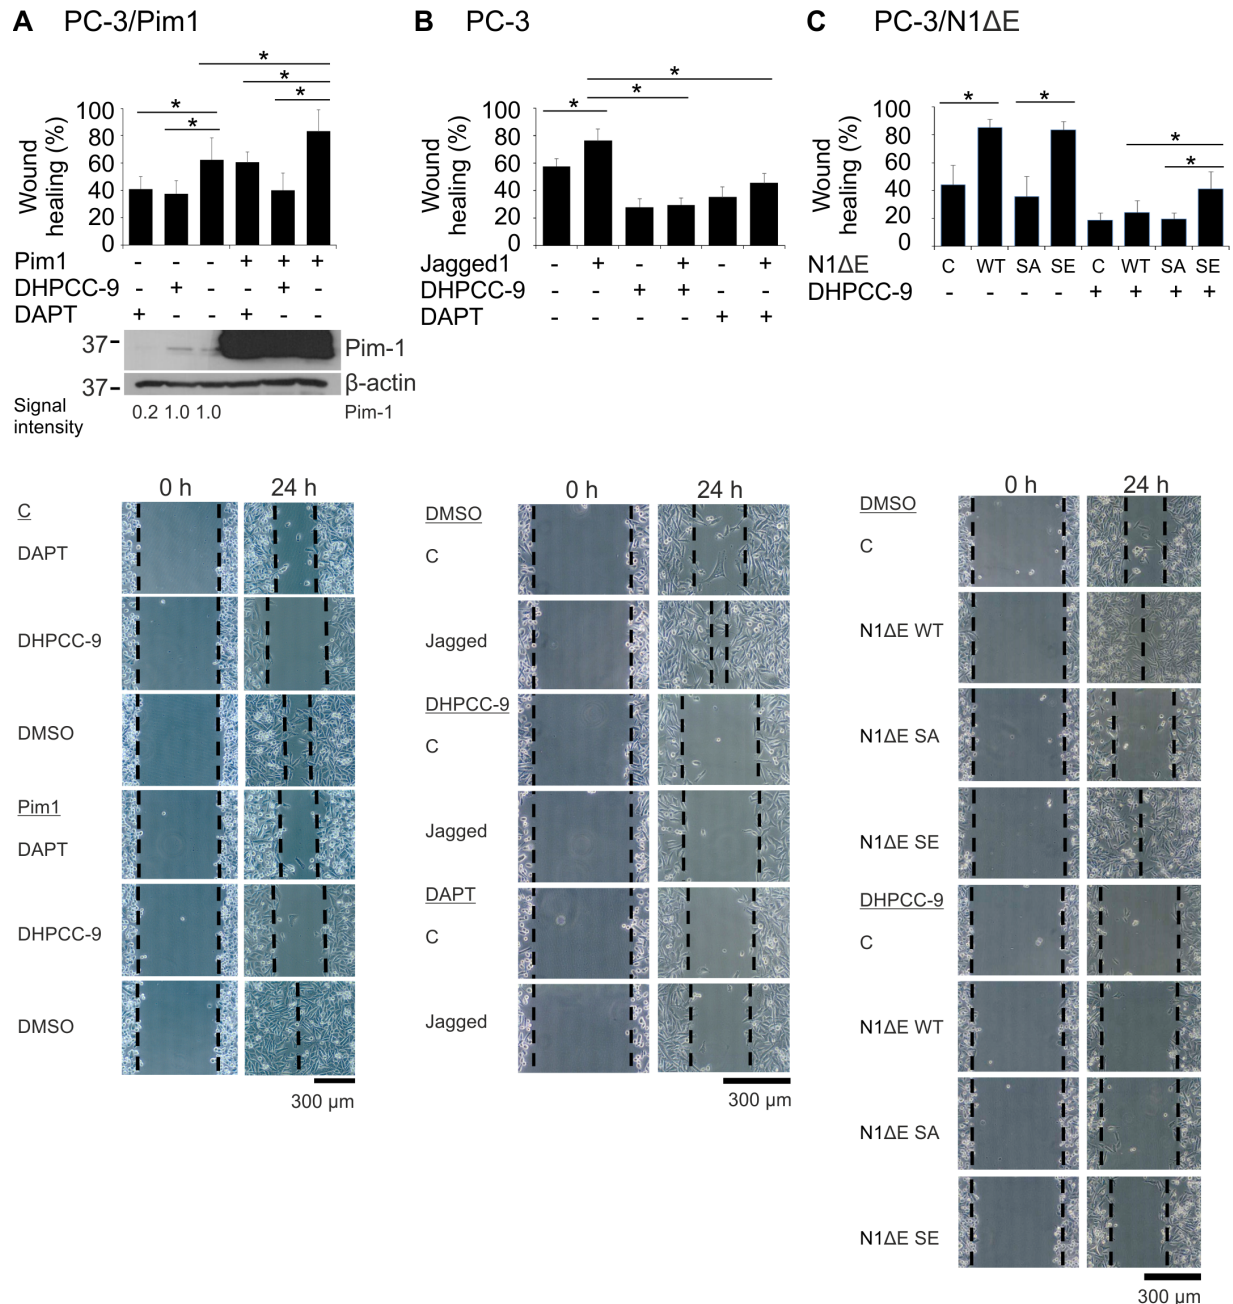 A PC-3/Pim1
*
*
*
*
*
Wound healing (%)
100
80
60
40
20
0
Pim1 - - - + + +
DHPCC-9 - + - - + -
DAPT + - - + - -
37 Pim-1
37 β-actin
Signal intensity 0.2 1.0 1.0 Pim-1
0 h 24 h
C
DAPT
DHPCC-9
DMSO
Pim1
DAPT
DHPCC-9
DMSO
300 µm
B PC-3
*
*
*
Wound healing (%)
100
80
60
40
20
0
Jagged1 - + - + - +
DHPCC-9 - - + + - -
DAPT - - - - + +
0 h 24 h
DMSO
C
Jagged
DHPCC-9
C
Jagged
DAPT
C
Jagged
300 µm
C PC-3/N1ΔE
* *
*
*
Wound healing (%)
100
80
60
40
20
0
N1ΔE C WT SA SE C WT SA SE
DHPCC-9 - - - - + + + +
0 h 24 h
DMSO
C
N1ΔE WT
N1ΔE SA
N1ΔE SE
DHPCC-9
C
N1ΔE WT
N1ΔE SA
N1ΔE SE
300 µm